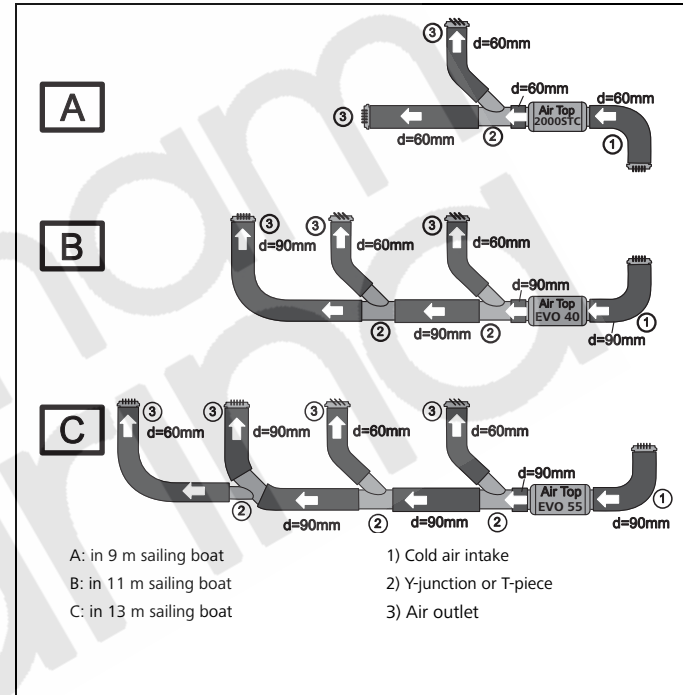 ③ d=60mm
A
d=60mm d=60mm
③ Air Top
2000STC
d=60mm ② ①
③ ③ ③
B
d=90mm d=60mm d=60mm
d=90mm
Air Top
EVO 40
② d=90mm ② ①
d=90mm
③ ③ ③ ③
C
d=60mm d=90mm d=60mm d=60mm
d=90mm
Air Top
EVO 55
② d=90mm ② d=90mm ② ①
d=90mm
A: in 9 m sailing boat
B: in 11 m sailing boat
C: in 13 m sailing boat
1) Cold air intake
2) Y-junction or T-piece
3) Air outlet